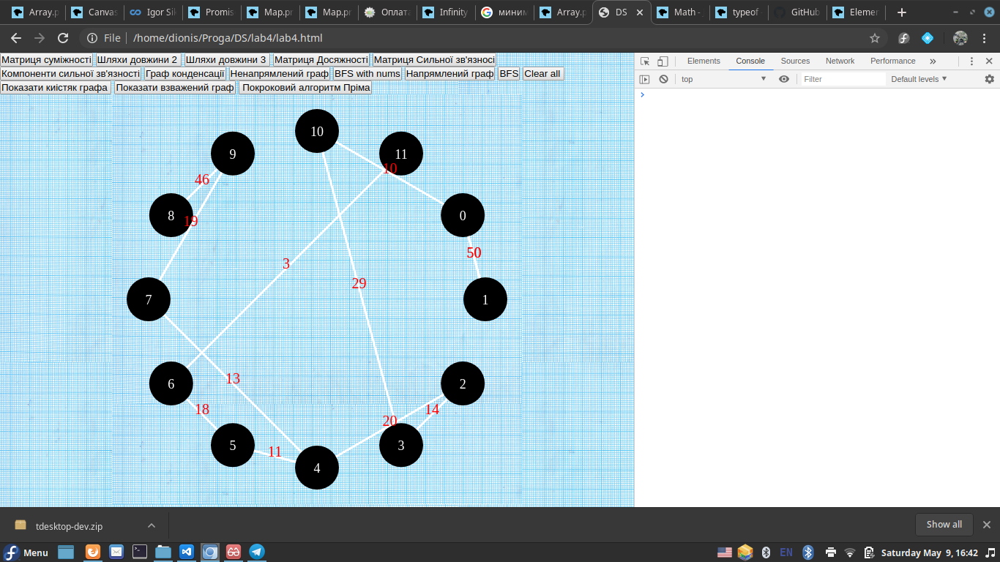 Array.p Canvas Igor Sil Promis Map.pr Map.pr Оплата Infinity миним Array.p DS Math - typeof GitHub Elemer
File /home/dionis/Proga/DS/lab4/lab4.html
Матриця суміжності Шляхи довжини 2 Шляхи довжини 3 Матриця Досяжності Матриця Сильної зв'язносі
Компоненти сильної зв'язності Граф конденсації Ненапрямлений граф BFS with nums Напрямлений граф BFS Clear all
Показати киістяк графа Показати взважений граф Покроковий алгоритм Пріма
Elements Console Sources Network Performance »
top Filter Default levels
10
9
11
10
46
8
19
0
50
3
29
7
1
6
13
2
18
14
20
5
11
3
4
tdesktop-dev.zip
Show all
Menu
EN
Saturday May 9, 16:42